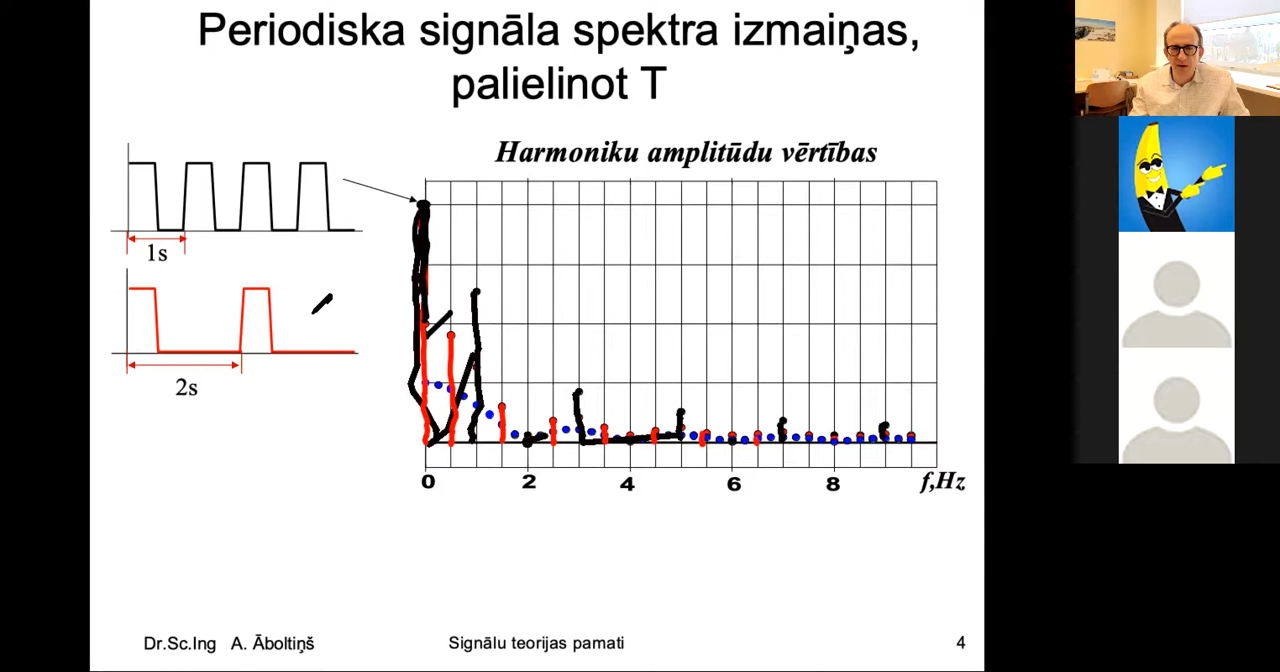 Periodiska signāla spektra izmaiņas,
palielinot T
Harmoniku amplitūdu vērtības
1s
2s
0 2 4 6 8 f,Hz
Dr.Sc.Ing A. Āboltiņš Signālu teorijas pamati 4